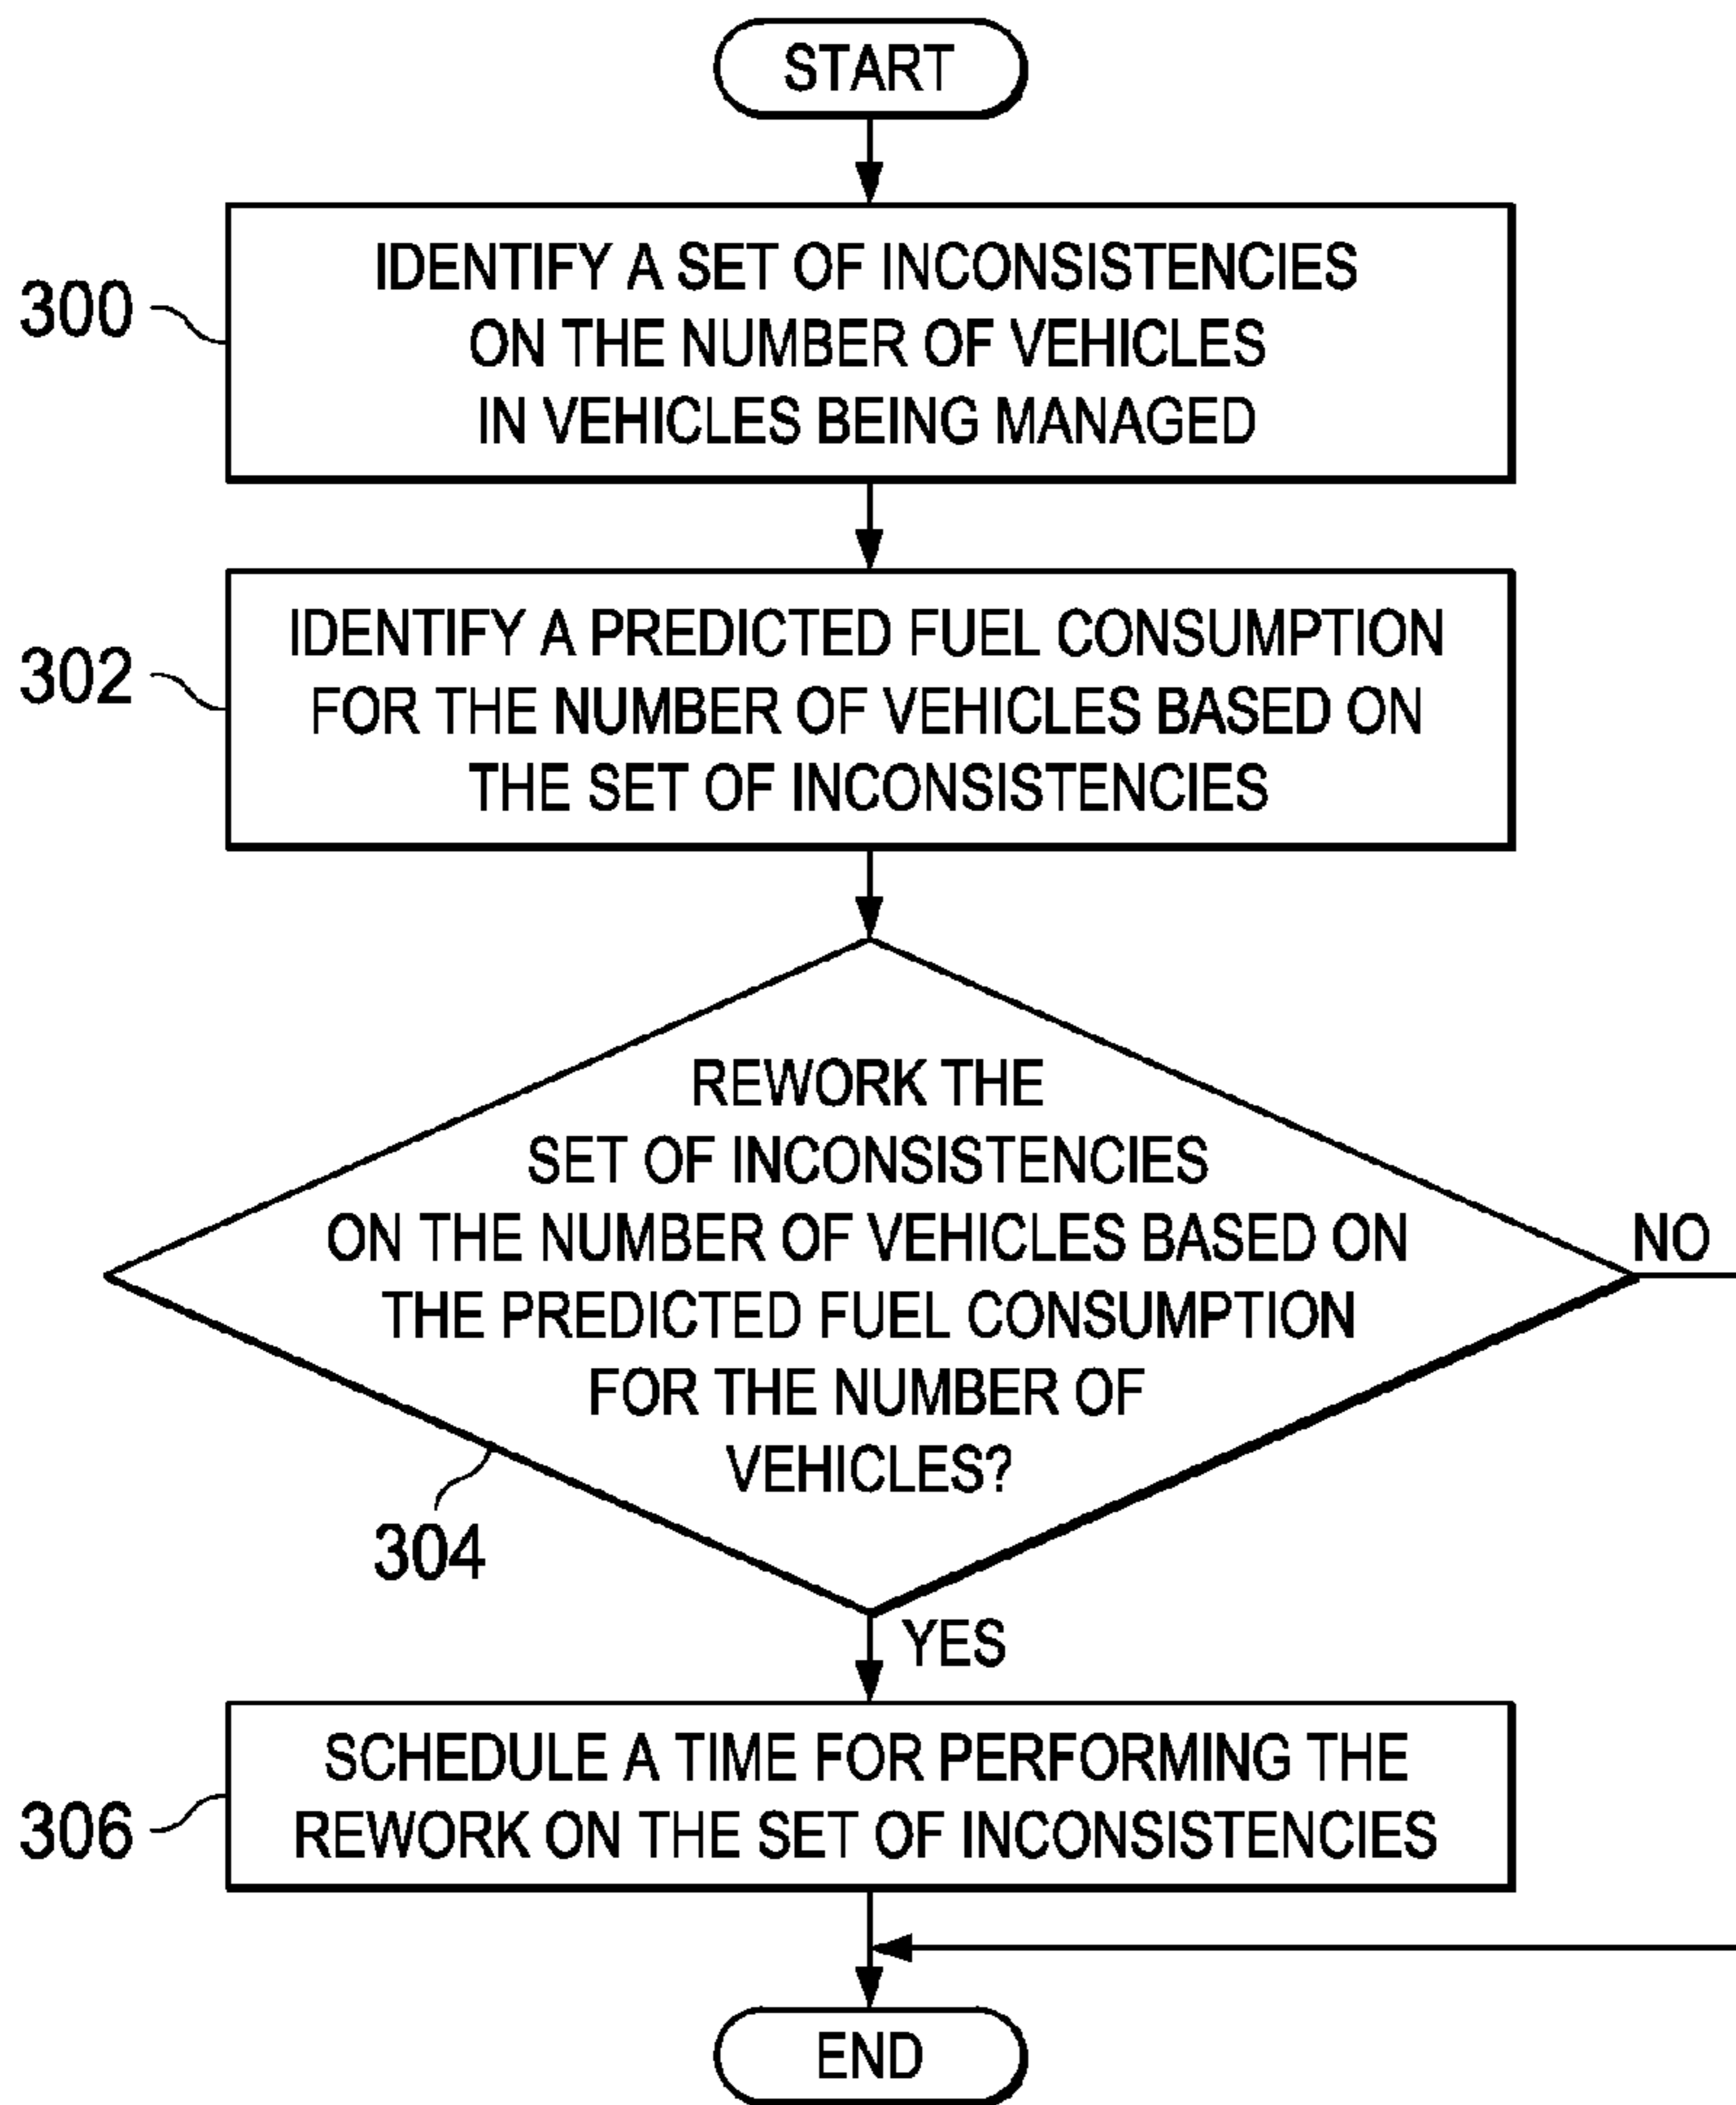 START
300
IDENTIFY A SET OF INCONSISTENCIES
ON THE NUMBER OF VEHICLES
IN VEHICLES BEING MANAGED
302
IDENTIFY A PREDICTED FUEL CONSUMPTION
FOR THE NUMBER OF VEHICLES BASED ON
THE SET OF INCONSISTENCIES
REWORK THE
SET OF INCONSISTENCIES
ON THE NUMBER OF VEHICLES BASED ON
THE PREDICTED FUEL CONSUMPTION
FOR THE NUMBER OF
VEHICLES?
NO
304
YES
306
SCHEDULE A TIME FOR PERFORMING THE
REWORK ON THE SET OF INCONSISTENCIES
END